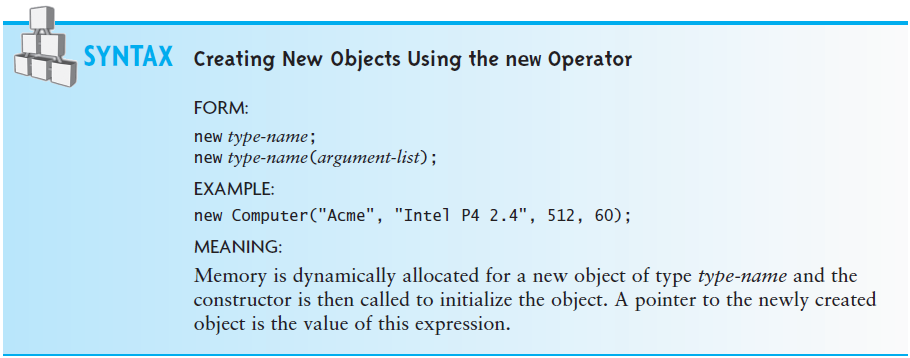 SYNTAX Creating New Objects Using the new Operator
FORM:
new type-name;
new type-name(argument-list);
EXAMPLE:
new Computer("Acme", "Intel P4 2.4", 512, 60);
MEANING:
Memory is dynamically allocated for a new object of type type-name and the
constructor is then called to initialize the object. A pointer to the newly created
object is the value of this expression.